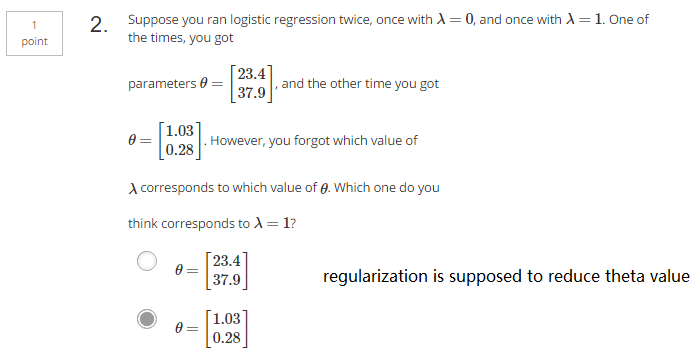 1
point
2.
Suppose you ran logistic regression twice, once with λ = 0, and once with λ = 1. One of
the times, you got
parameters θ = [23.4 37.9], and the other time you got
θ = [1.03 0.28]. However, you forgot which value of
λ corresponds to which value of θ. Which one do you
think corresponds to λ = 1?
θ = [23.4 37.9]
regularization is supposed to reduce theta value
θ = [1.03 0.28]